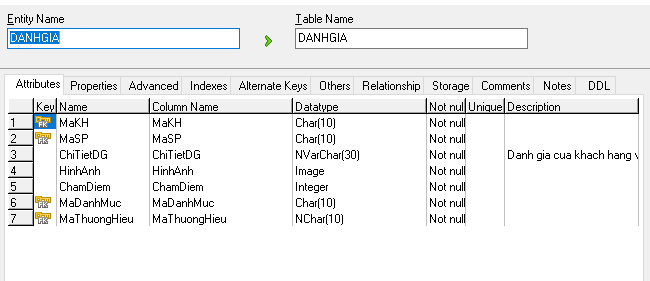 Entity Name Table Name
DANHGIA DANHGIA
Attributes Properties Advanced Indexes Alternate Keys Others Relationship Storage Comments Notes DDL
Key Name Column Name Datatype Not nul Unique Description
1 MaKH MaKH Char(10) Not null
2 MaSP MaSP Char(10) Not null
3 ChiTietDG ChiTietDG NVarChar(30) Not null Danh gia cua khach hang v
4 HinhAnh HinhAnh Image Not null
5 ChamDiem ChamDiem Integer Not null
6 MaDanhMuc MaDanhMuc Char(10) Not null
7 MaThuongHieu MaThuongHieu NChar(10) Not null